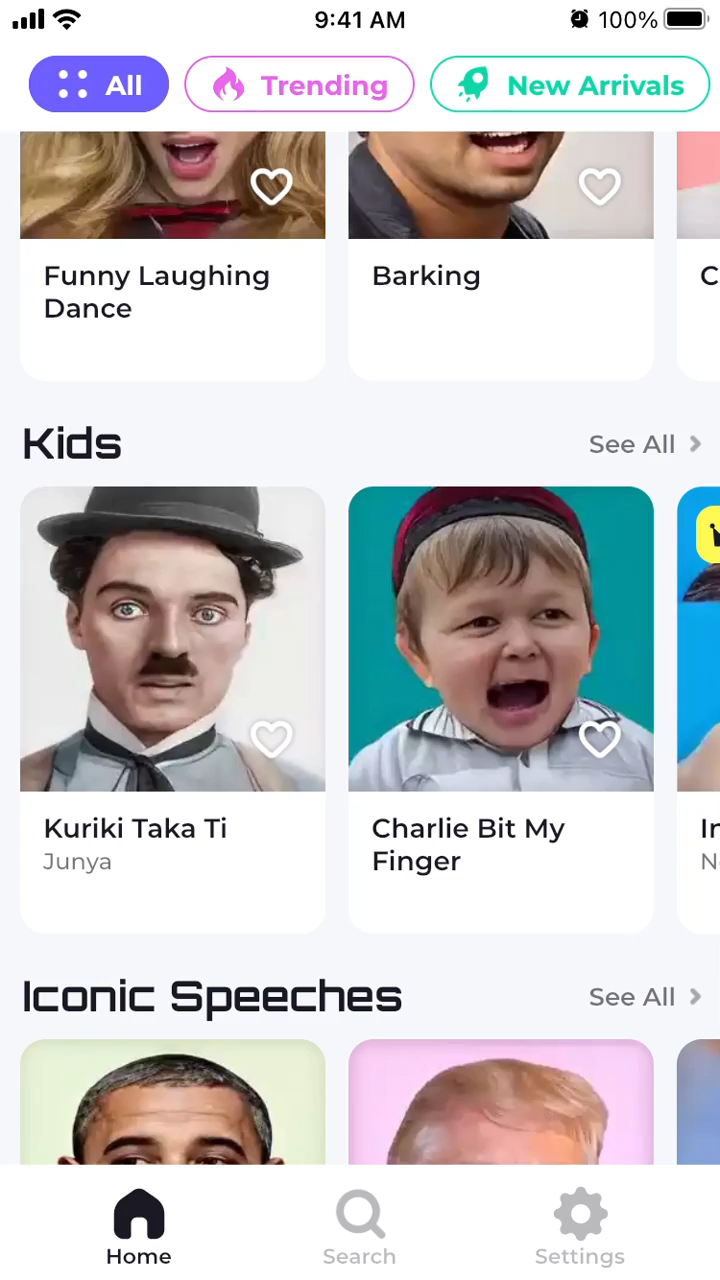 9:41 AM
100%
All
Trending
New Arrivals
Funny Laughing
Dance
Barking
C
Kids
See All
Kuriki Taka Ti
Junya
Charlie Bit My
Finger
Iconic Speeches
See All
Home
Search
Settings